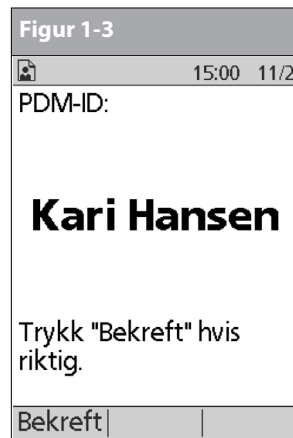 Figur 1-3
15:00 11/2
PDM-ID:
Kari Hansen
Trykk "Bekreft" hvis
riktig.
Bekreft